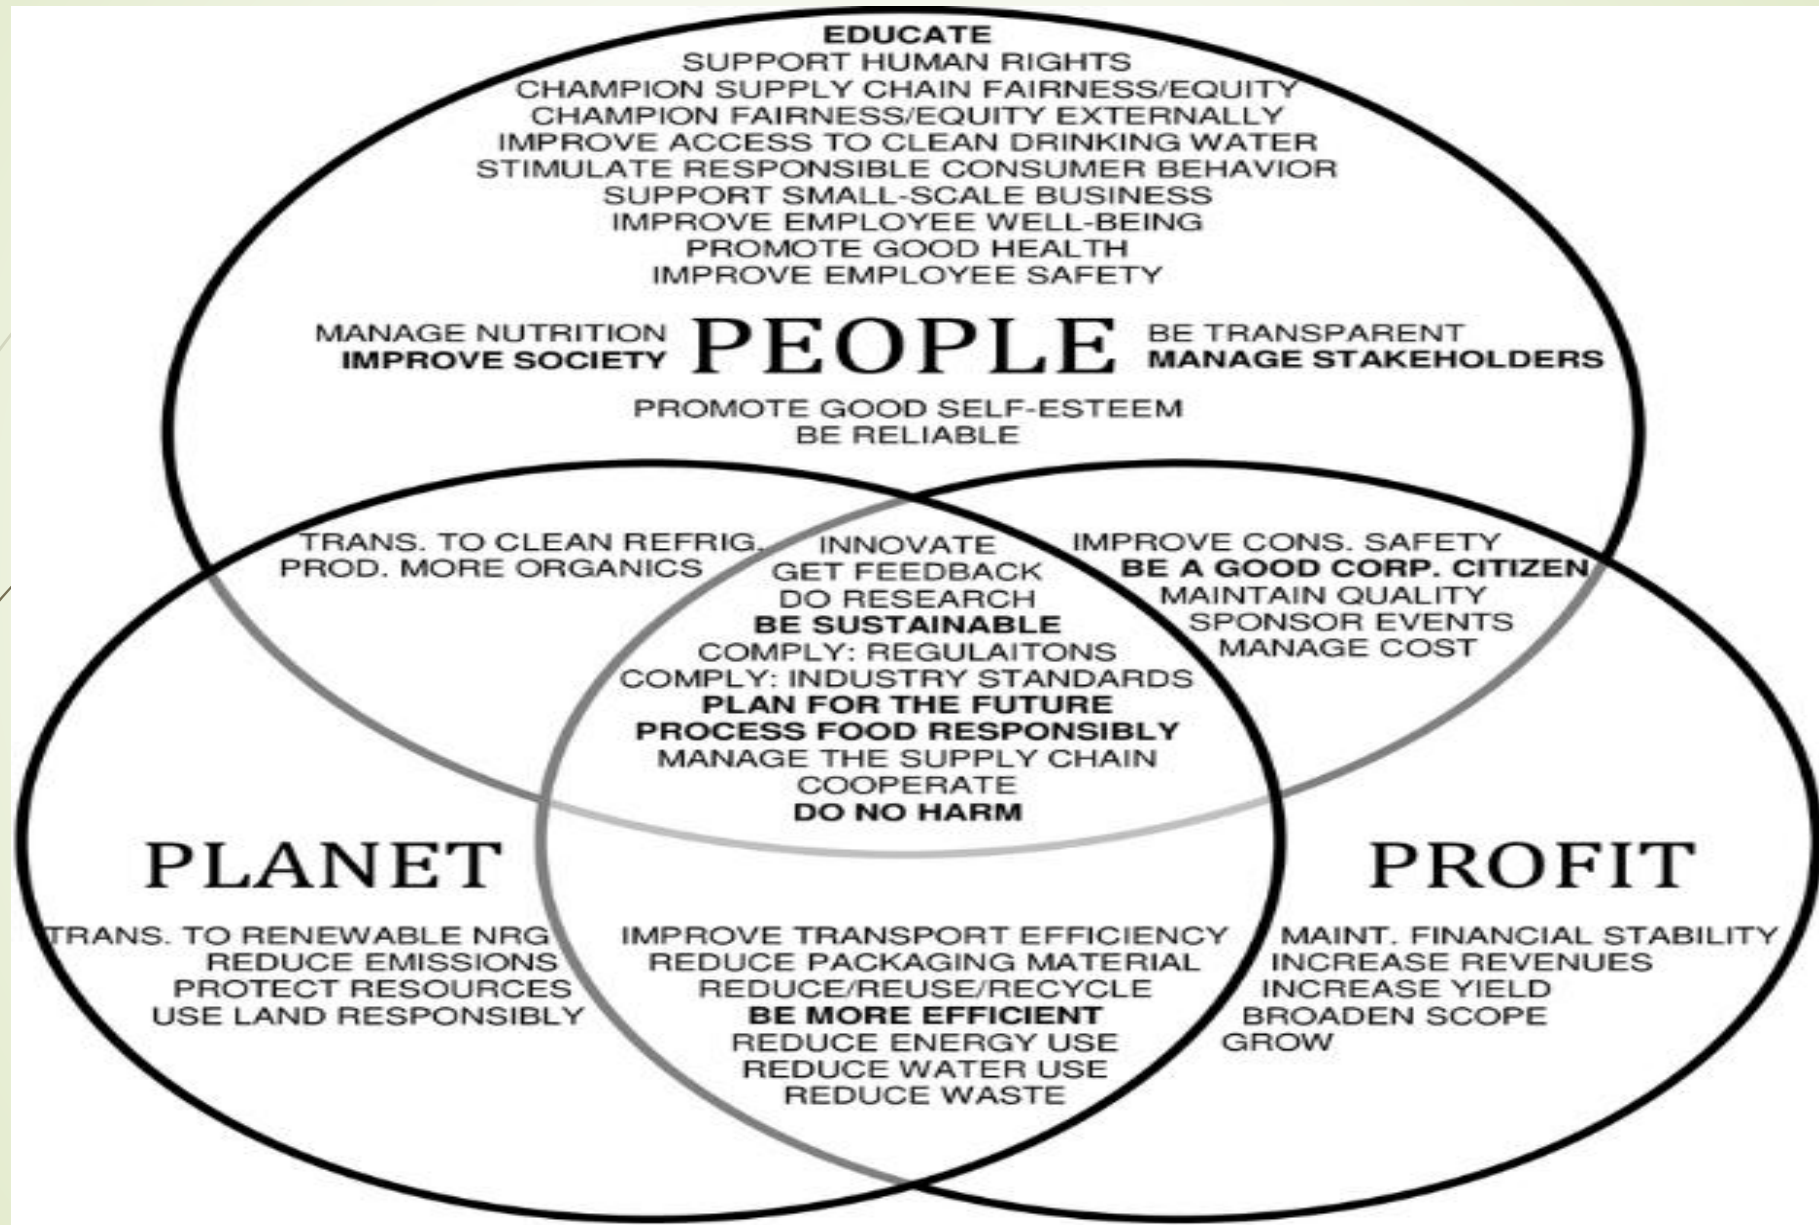 EDUCATE
SUPPORT HUMAN RIGHTS
CHAMPION SUPPLY CHAIN FAIRNESS/EQUITY
CHAMPION FAIRNESS/EQUITY EXTERNALLY
IMPROVE ACCESS TO CLEAN DRINKING WATER
STIMULATE RESPONSIBLE CONSUMER BEHAVIOR
SUPPORT SMALL-SCALE BUSINESS
IMPROVE EMPLOYEE WELL-BEING
PROMOTE GOOD HEALTH
IMPROVE EMPLOYEE SAFETY
MANAGE NUTRITION
IMPROVE SOCIETY
PEOPLE
BE TRANSPARENT
MANAGE STAKEHOLDERS
PROMOTE GOOD SELF-ESTEEM
BE RELIABLE
TRANS. TO CLEAN REFRIG.
PROD. MORE ORGANICS
INNOVATE
GET FEEDBACK
DO RESEARCH
BE SUSTAINABLE
COMPLY: REGULAITONS
COMPLY: INDUSTRY STANDARDS
PLAN FOR THE FUTURE
PROCESS FOOD RESPONSIBLY
MANAGE THE SUPPLY CHAIN
COOPERATE
DO NO HARM
IMPROVE CONS. SAFETY
BE A GOOD CORP. CITIZEN
MAINTAIN QUALITY
SPONSOR EVENTS
MANAGE COST
PLANET
TRANS. TO RENEWABLE NRG
REDUCE EMISSIONS
PROTECT RESOURCES
USE LAND RESPONSIBLY
IMPROVE TRANSPORT EFFICIENCY
REDUCE PACKAGING MATERIAL
REDUCE/REUSE/RECYCLE
BE MORE EFFICIENT
REDUCE ENERGY USE
REDUCE WATER USE
REDUCE WASTE
PROFIT
MAINT. FINANCIAL STABILITY
INCREASE REVENUES
INCREASE YIELD
BROADEN SCOPE
GROW